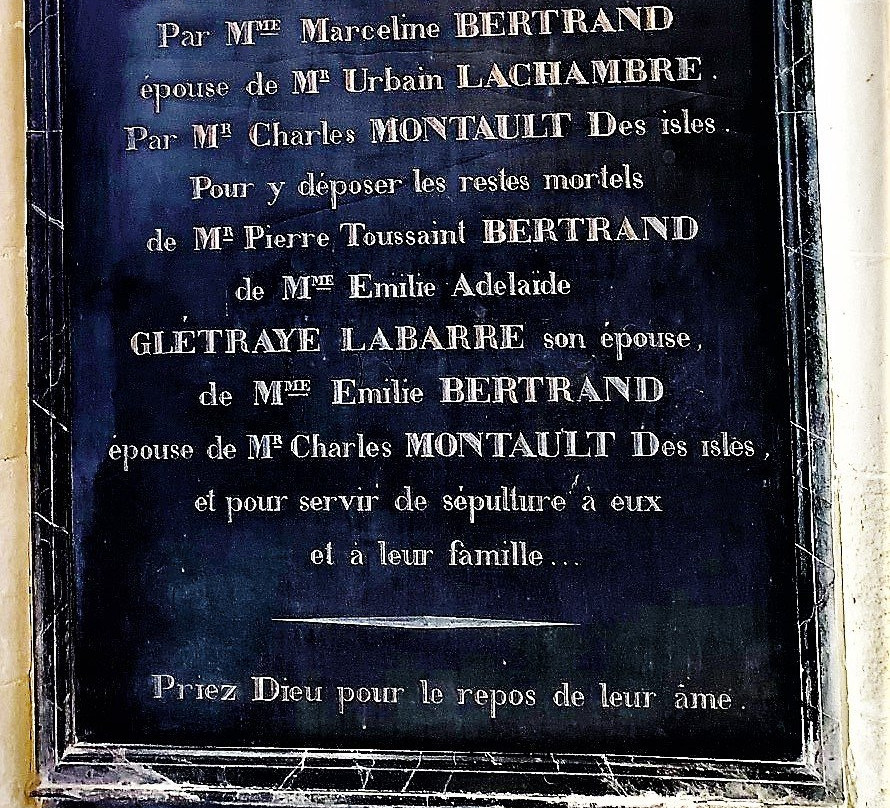 Par Mᴹᴱ Marceline BERTRAND
épouse de Mᴿ Urbain LACHAMBRE.
Par Mᴿ Charles MONTAULT Des isles.
Pour y déposer les restes mortels
de Mᴿ Pierre Toussaint BERTRAND
de Mᴹᴱ Emilie Adelaïde
GLÉTRAYE LABARRE son épouse,
de Mᴹᴱ Emilie BERTRAND
épouse de Mᴿ Charles MONTAULT Des isles,
et pour servir de sépulture à eux
et à leur famille...
Priez Dieu pour le repos de leur âme.